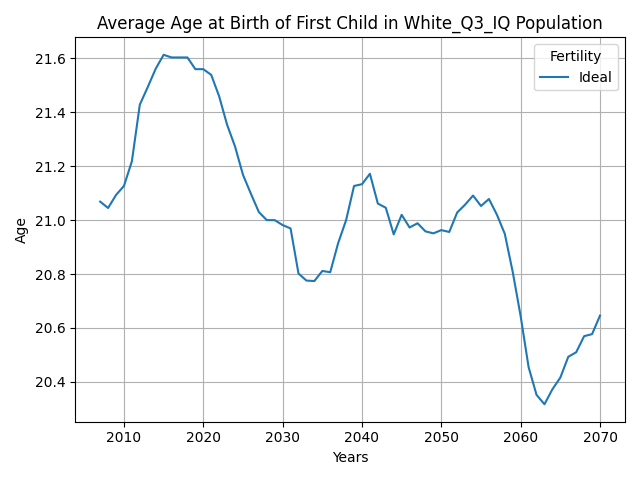 Average Age at Birth of First Child in White_Q3_IQ Population
Fertility
Ideal
21.6
21.4
21.2
21.0
20.8
20.6
20.4
Age
2010 2020 2030 2040 2050 2060 2070
Years